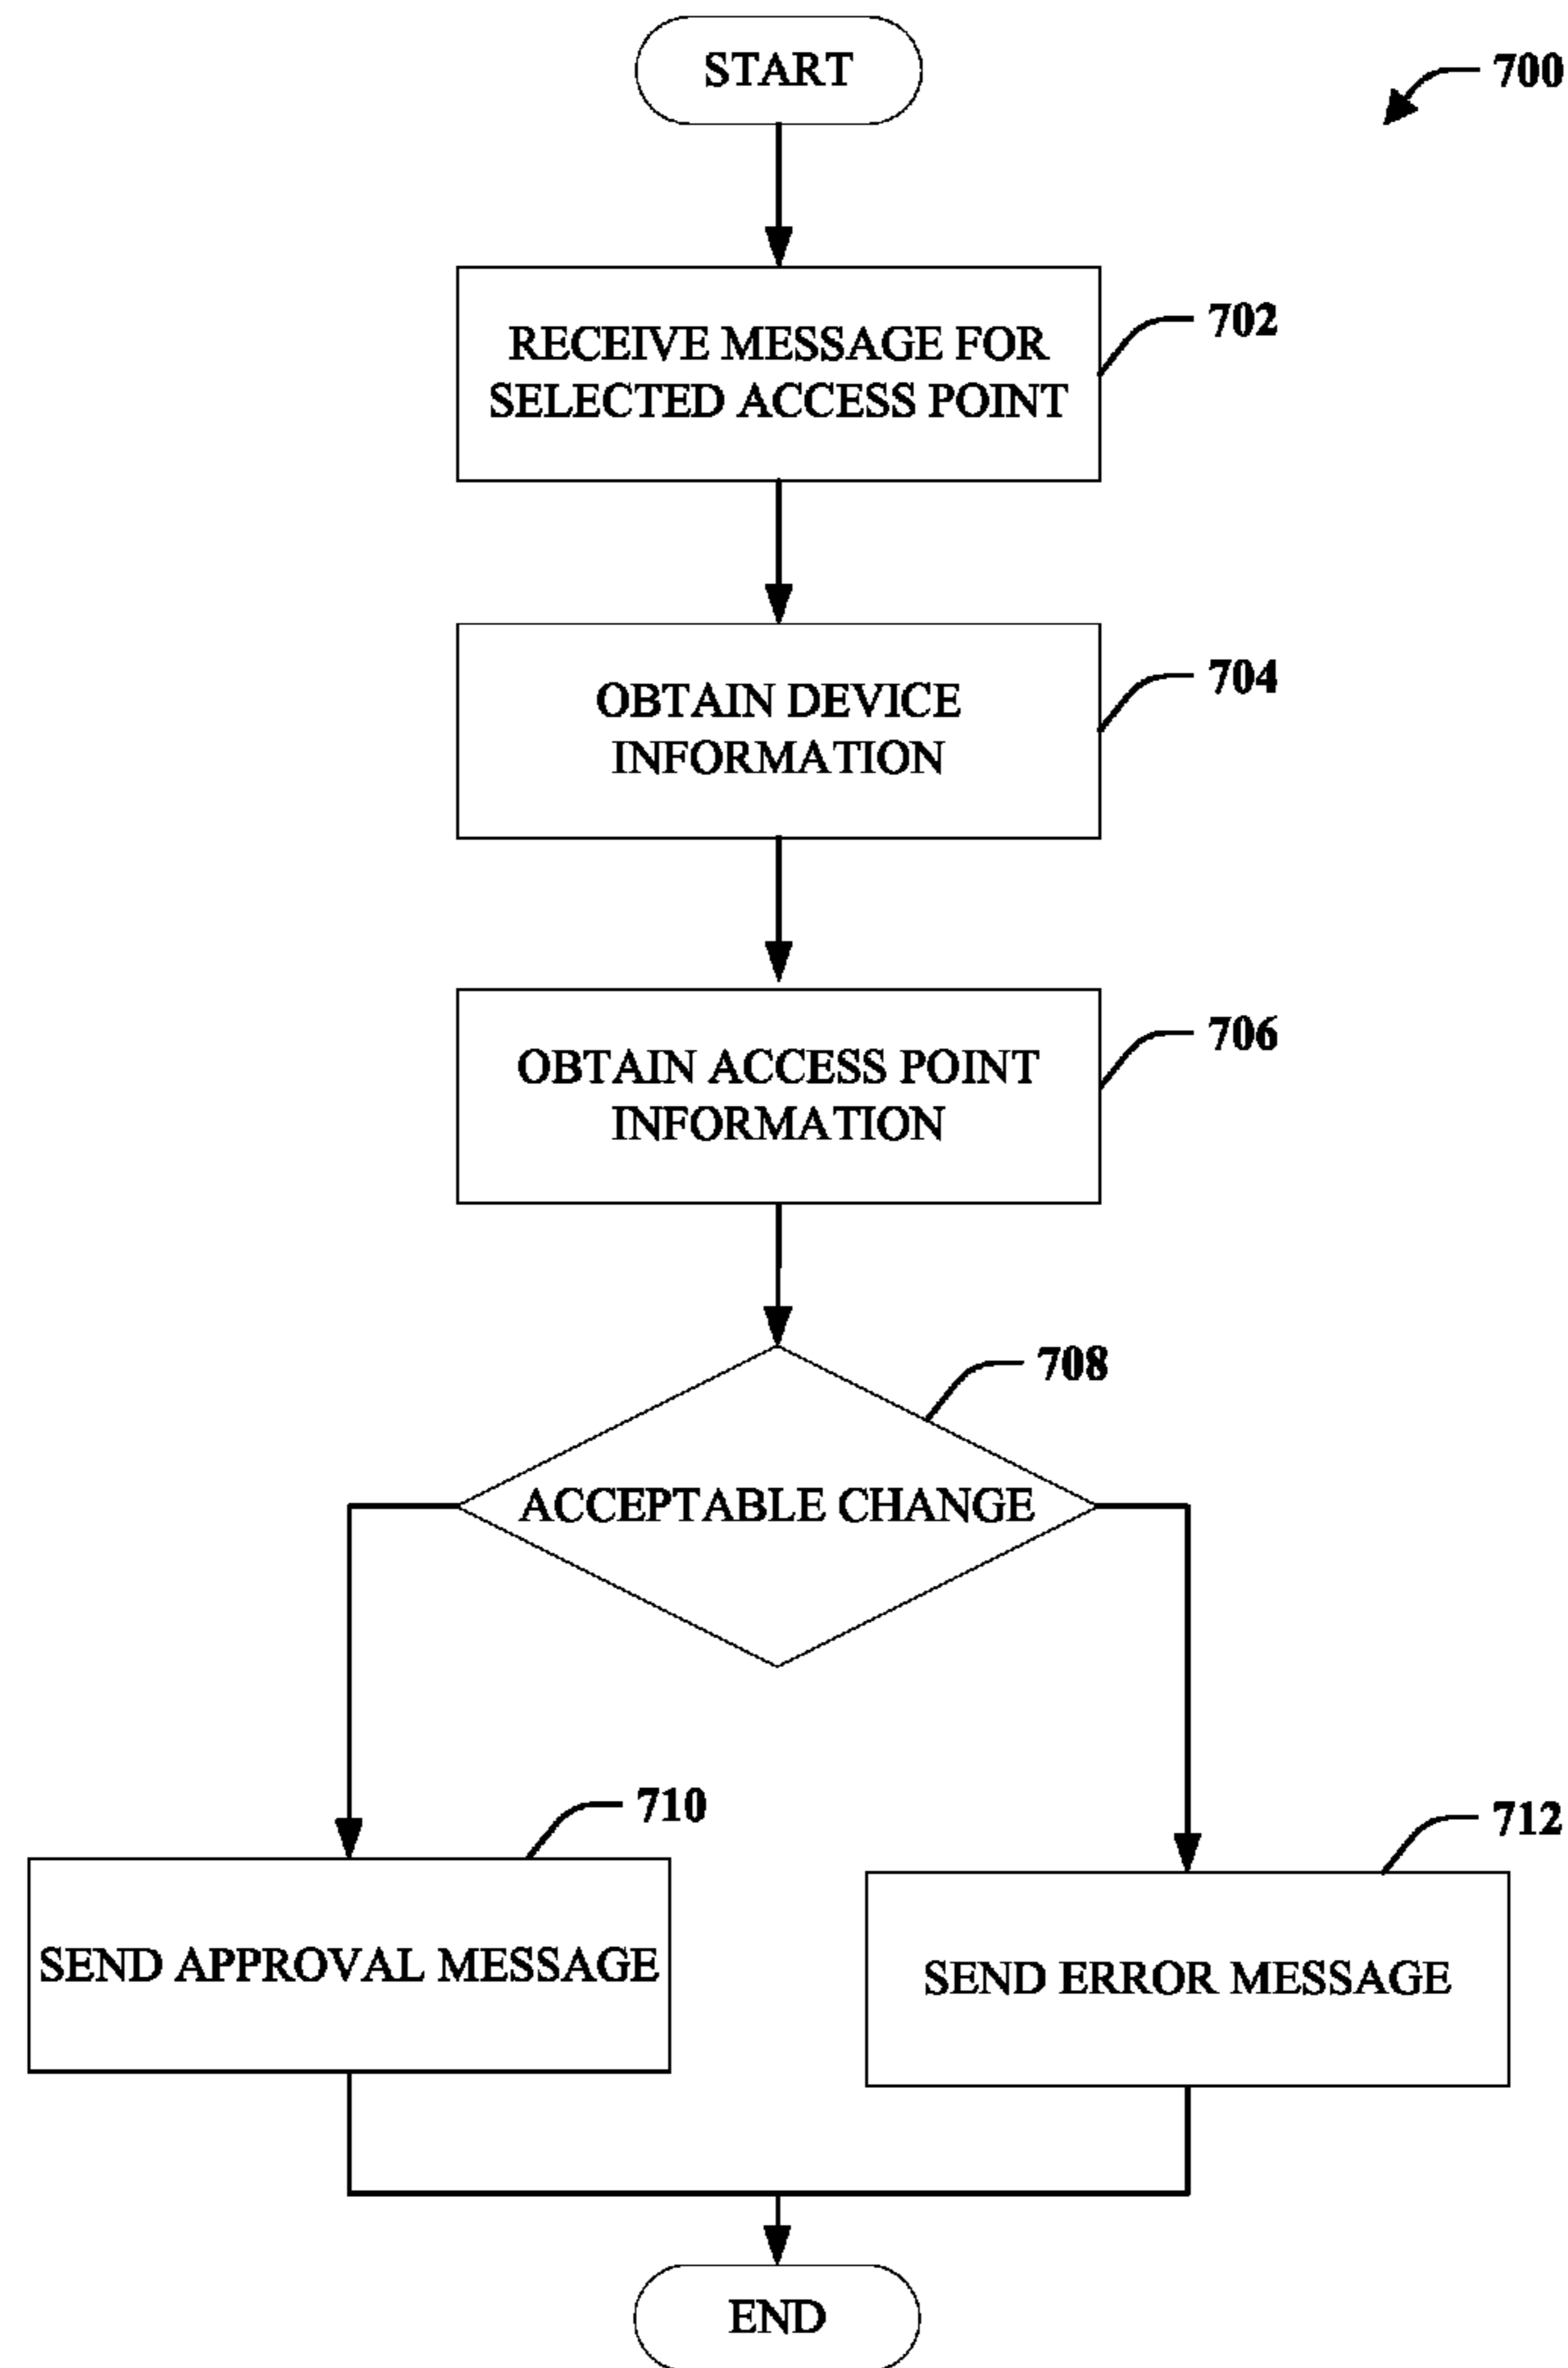 START
700
RECEIVE MESSAGE FOR
SELECTED ACCESS POINT
702
OBTAIN DEVICE
INFORMATION
704
OBTAIN ACCESS POINT
INFORMATION
706
708
ACCEPTABLE CHANGE
710
SEND APPROVAL MESSAGE
712
SEND ERROR MESSAGE
END